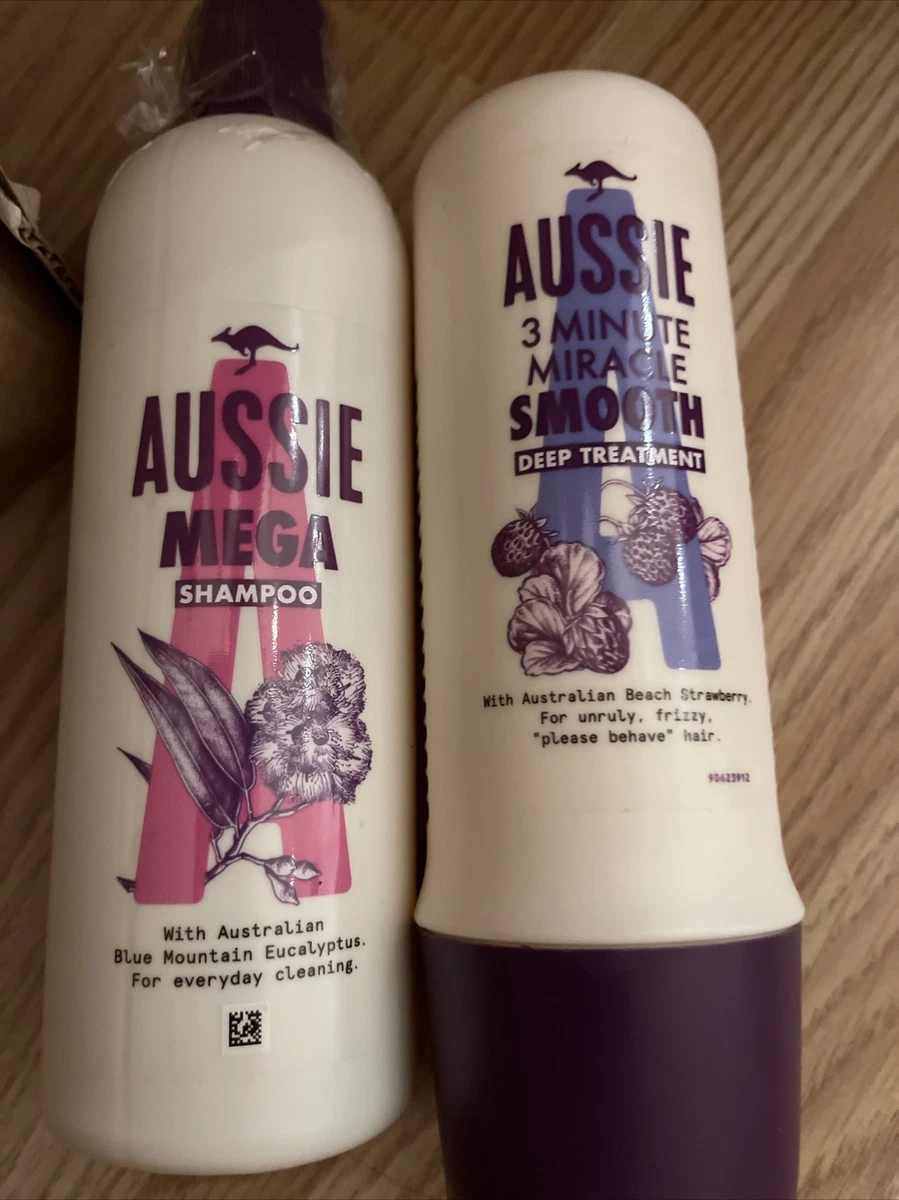 AUSSIE
MEGA
SHAMPOO
With Australian
Blue Mountain Eucalyptus.
For everyday cleaning.
AUSSIE
3 MINUTE
MIRACLE
SMOOTH
DEEP TREATMENT
With Australian Beach Strawberry.
For unruly, frizzy,
"please behave" hair.
90623912